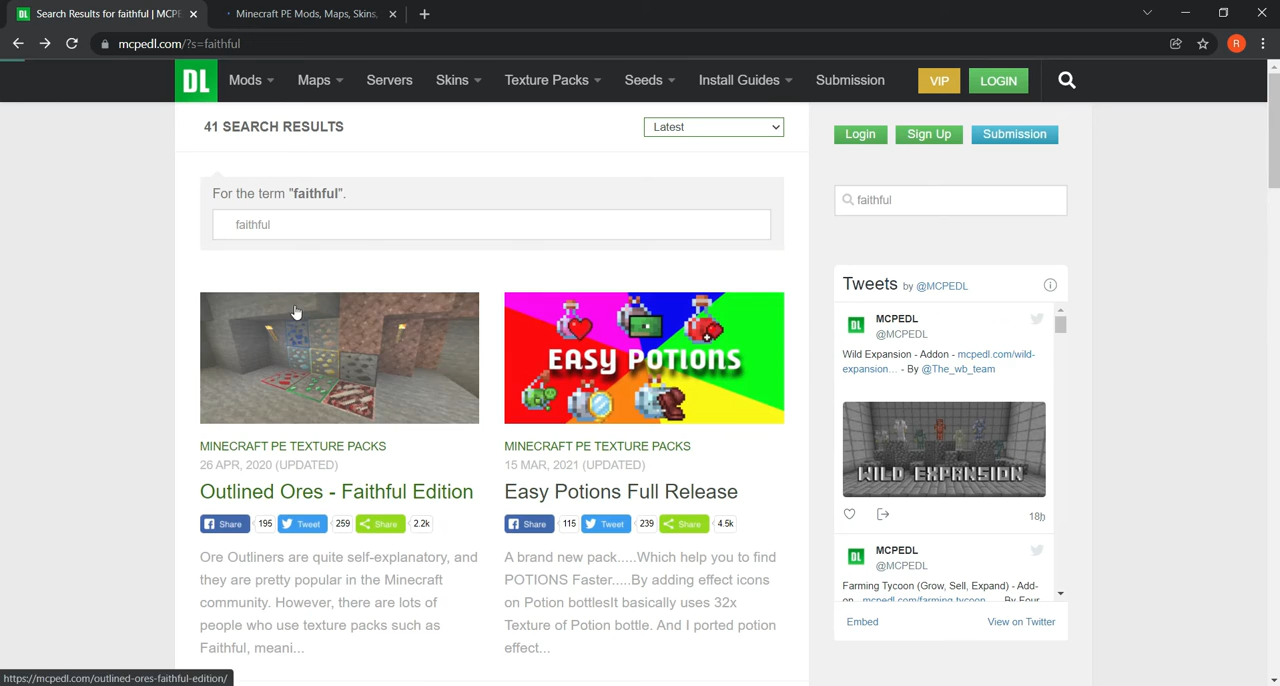 Search Results for faithful | MCPE
Minecraft PE Mods, Maps, Skins,
mcpedl.com/?s=faithful
R
DL
Mods
Maps
Servers
Skins
Texture Packs
Seeds
Install Guides
Submission
VIP
LOGIN
41 SEARCH RESULTS
Latest
For the term "faithful".
faithful
MINECRAFT PE TEXTURE PACKS
26 APR, 2020 (UPDATED)
Outlined Ores - Faithful Edition
Share 195 Tweet 259 Share 2.2k
Ore Outliners are quite self-explanatory, and
they are pretty popular in the Minecraft
community. However, there are lots of
people who use texture packs such as
Faithful, meani...
EASY POTIONS
MINECRAFT PE TEXTURE PACKS
15 MAR, 2021 (UPDATED)
Easy Potions Full Release
Share 115 Tweet 239 Share 4.5k
A brand new pack.....Which help you to find
POTIONS Faster.....By adding effect icons
on Potion bottlesIt basically uses 32x
Texture of Potion bottle. And I ported potion
effect...
Login
Sign Up
Submission
faithful
Tweets by @MCPEDL
DL
MCPEDL
@MCPEDL
Wild Expansion - Addon - mcpedl.com/wild-
expansion... - By @The_wb_team
WILD EXPANSION
18h
DL
MCPEDL
@MCPEDL
Farming Tycoon (Grow, Sell, Expand) - Add-
on - mcpedl.com/farming-tycoon... - By Four
Embed
View on Twitter
https://mcpedl.com/outlined-ores-faithful-edition/